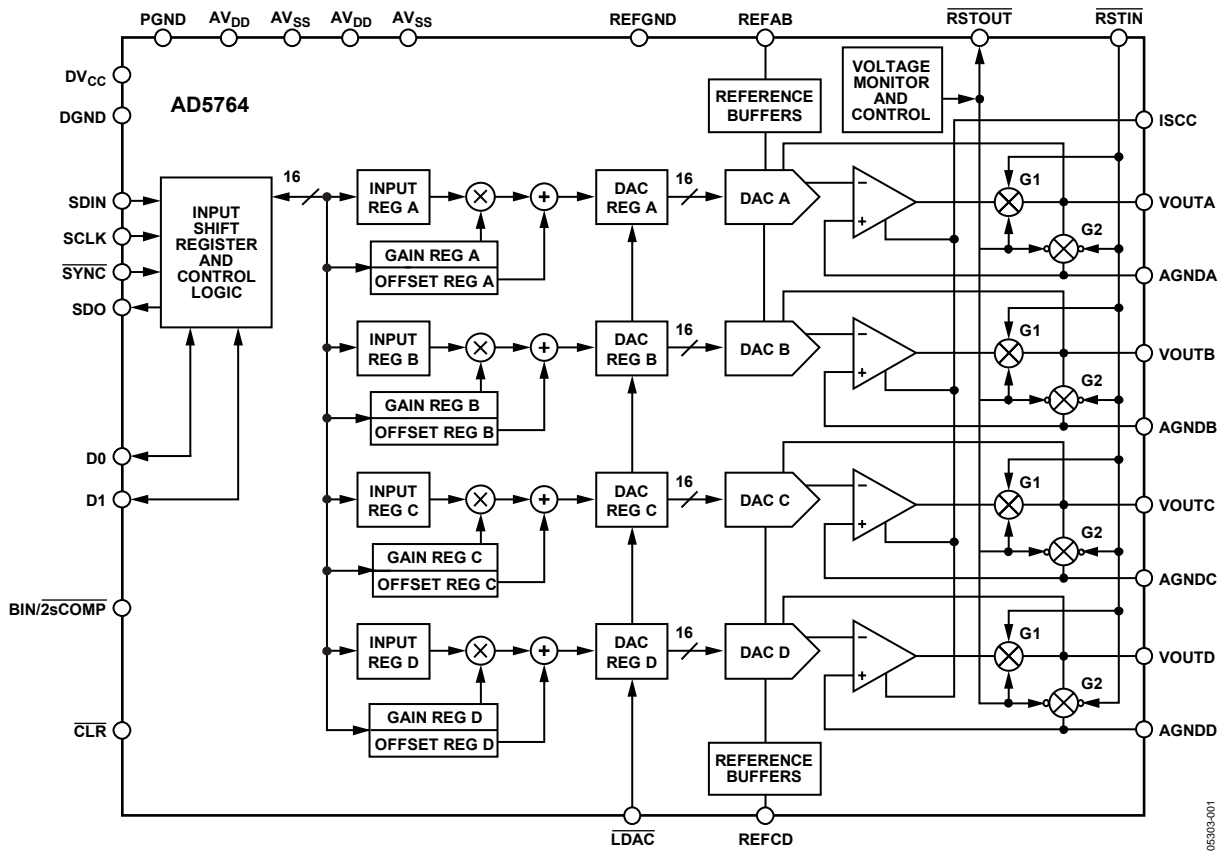 PGND AVDD AVSS AVDD AVSS REFGND REFAB RSTOUT RSTIN
DVCC
DGND
AD5764
REFERENCE
BUFFERS
VOLTAGE
MONITOR
AND
CONTROL
ISCC
SDIN
SCLK
SYNC
SDO
INPUT
SHIFT
REGISTER
AND
CONTROL
LOGIC
16
INPUT
REG A
×
+
DAC
REG A
16
DAC A
−
+
G1
G2
VOUTA
AGNDA
GAIN REG A
OFFSET REG A
INPUT
REG B
×
+
DAC
REG B
16
DAC B
−
+
G1
G2
VOUTB
AGNDB
GAIN REG B
OFFSET REG B
D0
D1
INPUT
REG C
×
+
DAC
REG C
16
DAC C
−
+
G1
G2
VOUTC
AGNDC
GAIN REG C
OFFSET REG C
BIN/2sCOMP
CLR
INPUT
REG D
×
+
DAC
REG D
16
DAC D
−
+
G1
G2
VOUTD
AGNDD
GAIN REG D
OFFSET REG D
REFERENCE
BUFFERS
LDAC REFCD
05303-001